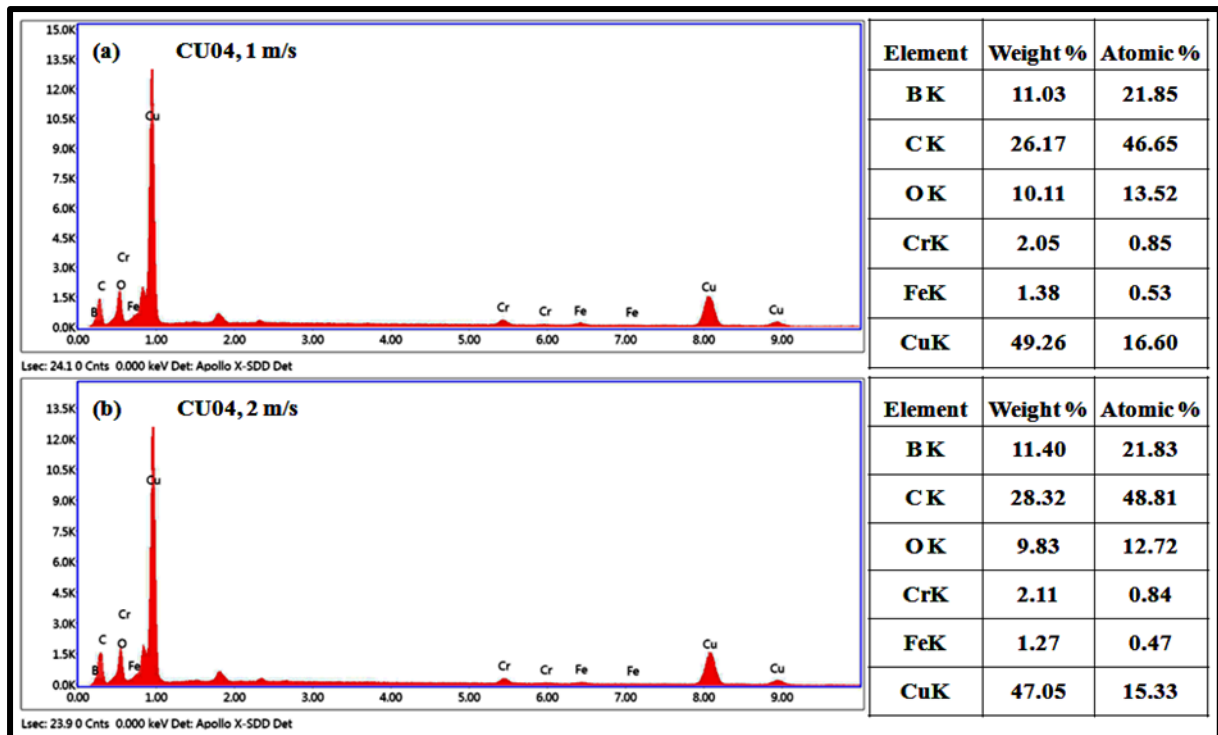 (a) CU04, 1 m/s
15.0K
13.5K
12.0K
10.5K
9.0K
7.5K
6.0K
4.5K
3.0K
1.5K
0.0K
Cu
Cr
C O
B Fe
Cr Cr Fe Fe Cu Cu
0.00 1.00 2.00 3.00 4.00 5.00 6.00 7.00 8.00 9.00
Lsec: 24.1 0 Cnts 0.000 keV Det: Apollo X-SDD Det
Element Weight % Atomic %
B K 11.03 21.85
C K 26.17 46.65
O K 10.11 13.52
CrK 2.05 0.85
FeK 1.38 0.53
CuK 49.26 16.60
(b) CU04, 2 m/s
13.5K
12.0K
10.5K
9.0K
7.5K
6.0K
4.5K
3.0K
1.5K
0.0K
Cu
Cr
C O
B Fe
Cr Cr Fe Fe Cu Cu
0.00 1.00 2.00 3.00 4.00 5.00 6.00 7.00 8.00 9.00
Lsec: 23.9 0 Cnts 0.000 keV Det: Apollo X-SDD Det
Element Weight % Atomic %
B K 11.40 21.83
C K 28.32 48.81
O K 9.83 12.72
CrK 2.11 0.84
FeK 1.27 0.47
CuK 47.05 15.33